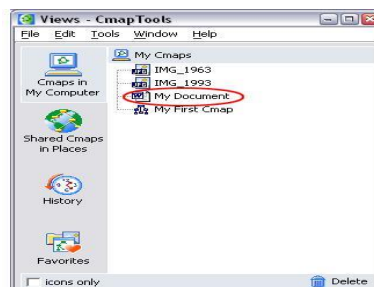 Views - CmapTools
File Edit Tools Window Help
My Cmaps
IMG_1963
IMG_1993
My Document
My First Cmap
Cmaps in
My Computer
Shared Cmaps
in Places
History
Favorites
icons only
Delete